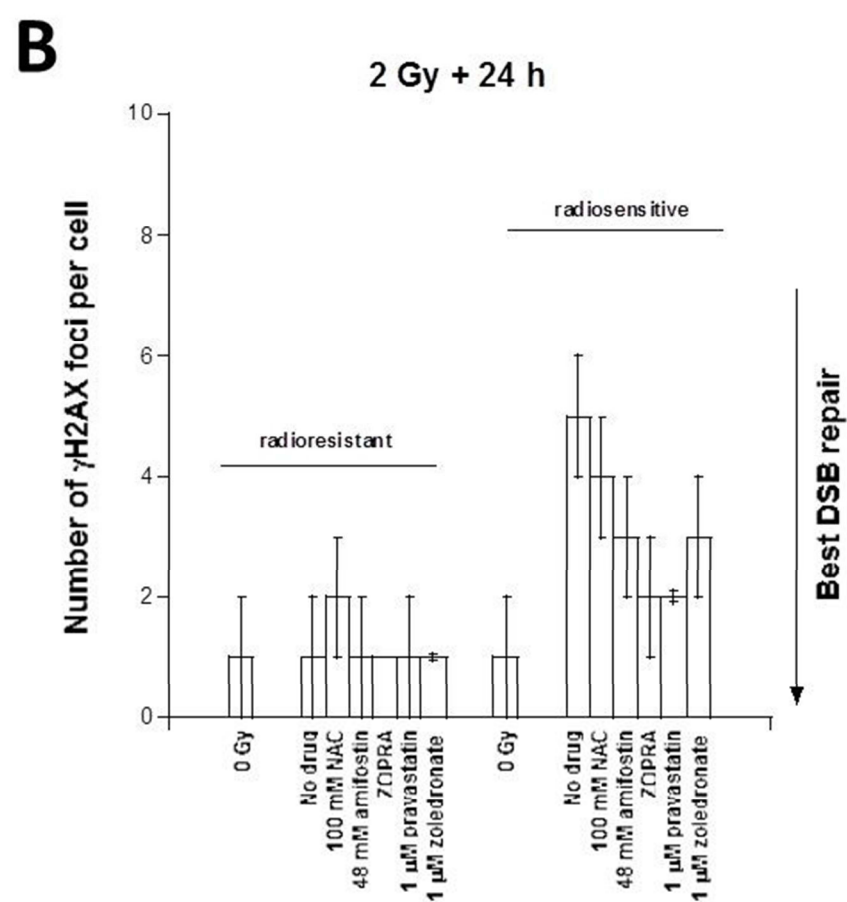 B
2 Gy + 24 h
Number of γH2AX foci per cell
10
8
6
4
2
0
radioresistant
radiosensitive
Best DSB repair
0 Gy
No drug
100 mM NAC
48 mM amifostin
ZOPRA
1 µM pravastatin
1 µM zoledronate
0 Gy
No drug
100 mM NAC
48 mM amifostin
ZOPRA
1 µM pravastatin
1 µM zoledronate